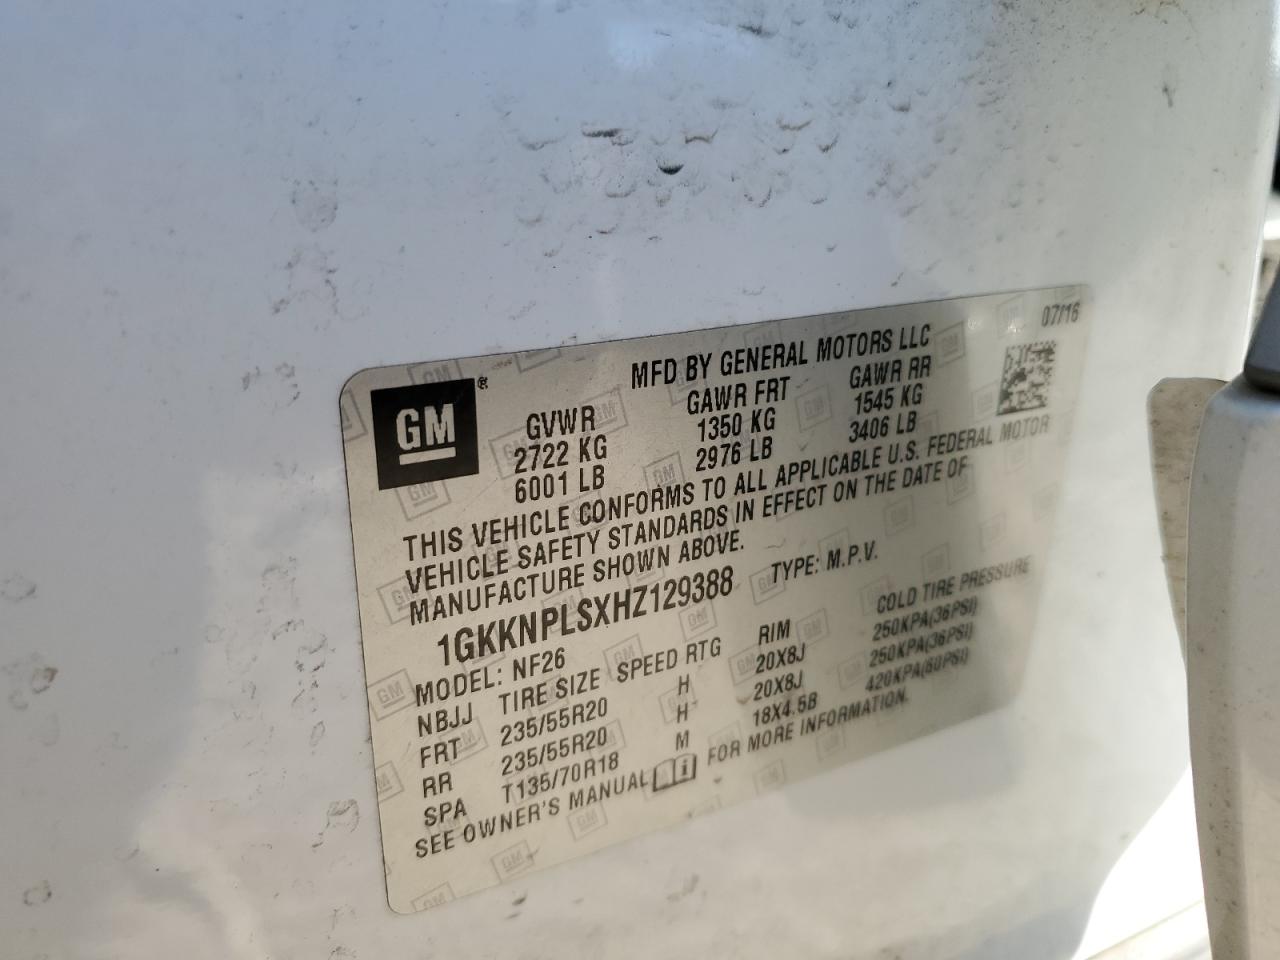 GM®
MFD BY GENERAL MOTORS LLC
07/16
GVWR GAWR FRT GAWR RR
2722 KG 1350 KG 1545 KG
6001 LB 2976 LB 3406 LB
THIS VEHICLE CONFORMS TO ALL APPLICABLE U.S. FEDERAL MOTOR
VEHICLE SAFETY STANDARDS IN EFFECT ON THE DATE OF
MANUFACTURE SHOWN ABOVE.
1GKKNPLSXHZ129388 TYPE: M.P.V.
MODEL: NF26
NBJJ TIRE SIZE SPEED RTG RIM COLD TIRE PRESSURE
FRT 235/55R20 H 20X8J 250KPA(36PSI)
RR 235/55R20 H 20X8J 250KPA(36PSI)
SPA T135/70R18 M 18X4.5B 420KPA(60PSI)
SEE OWNER'S MANUAL FOR MORE INFORMATION.